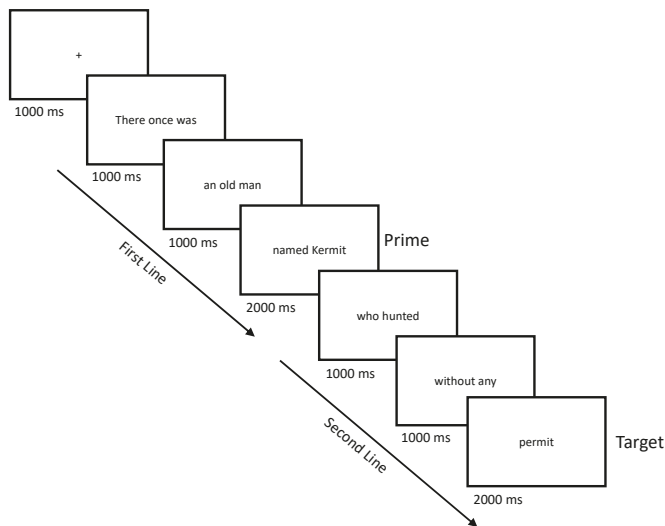 +
1000 ms
There once was
1000 ms
an old man
1000 ms
named Kermit
Prime
2000 ms
First Line
who hunted
1000 ms
without any
1000 ms
permit
Target
2000 ms
Second Line